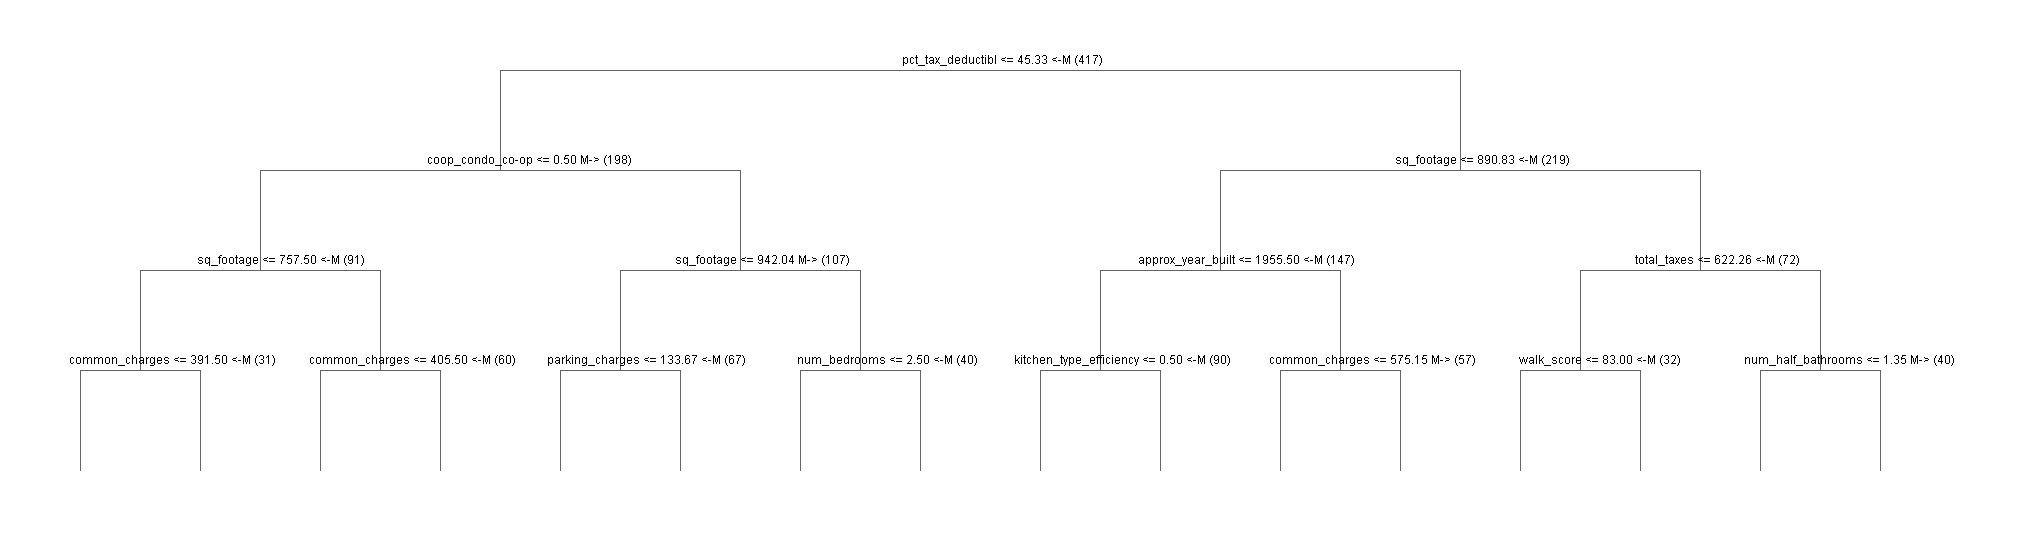 pct_tax_deductibl <= 45.33 <-M (417)
coop_condo_co-op <= 0.50 M-> (198)
sq_footage <= 890.83 <-M (219)
sq_footage <= 757.50 <-M (91)
sq_footage <= 942.04 M-> (107)
approx_year_built <= 1955.50 <-M (147)
total_taxes <= 622.26 <-M (72)
common_charges <= 391.50 <-M (31)
common_charges <= 405.50 <-M (60)
parking_charges <= 133.67 <-M (67)
num_bedrooms <= 2.50 <-M (40)
kitchen_type_efficiency <= 0.50 <-M (90)
common_charges <= 575.15 M-> (57)
walk_score <= 83.00 <-M (32)
num_half_bathrooms <= 1.35 M-> (40)